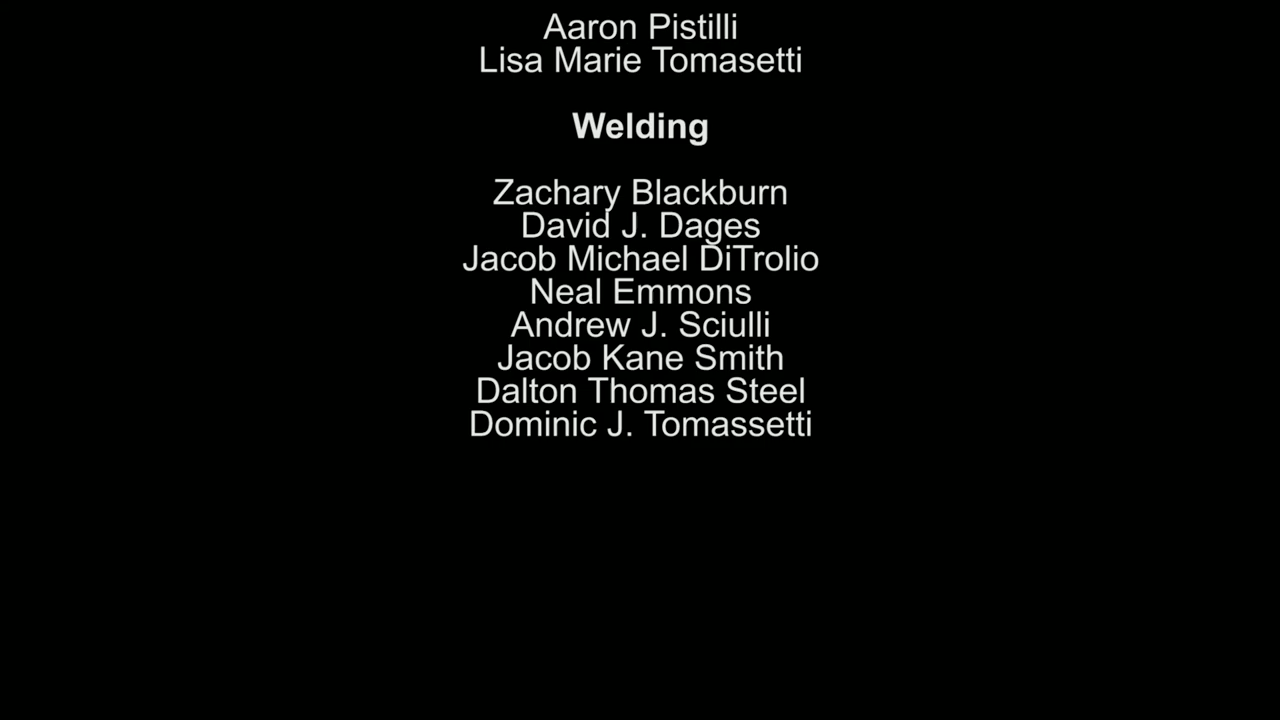 Aaron Pistilli
Lisa Marie Tomasetti
Welding
Zachary Blackburn
David J. Dages
Jacob Michael DiTrolio
Neal Emmons
Andrew J. Sciulli
Jacob Kane Smith
Dalton Thomas Steel
Dominic J. Tomassetti